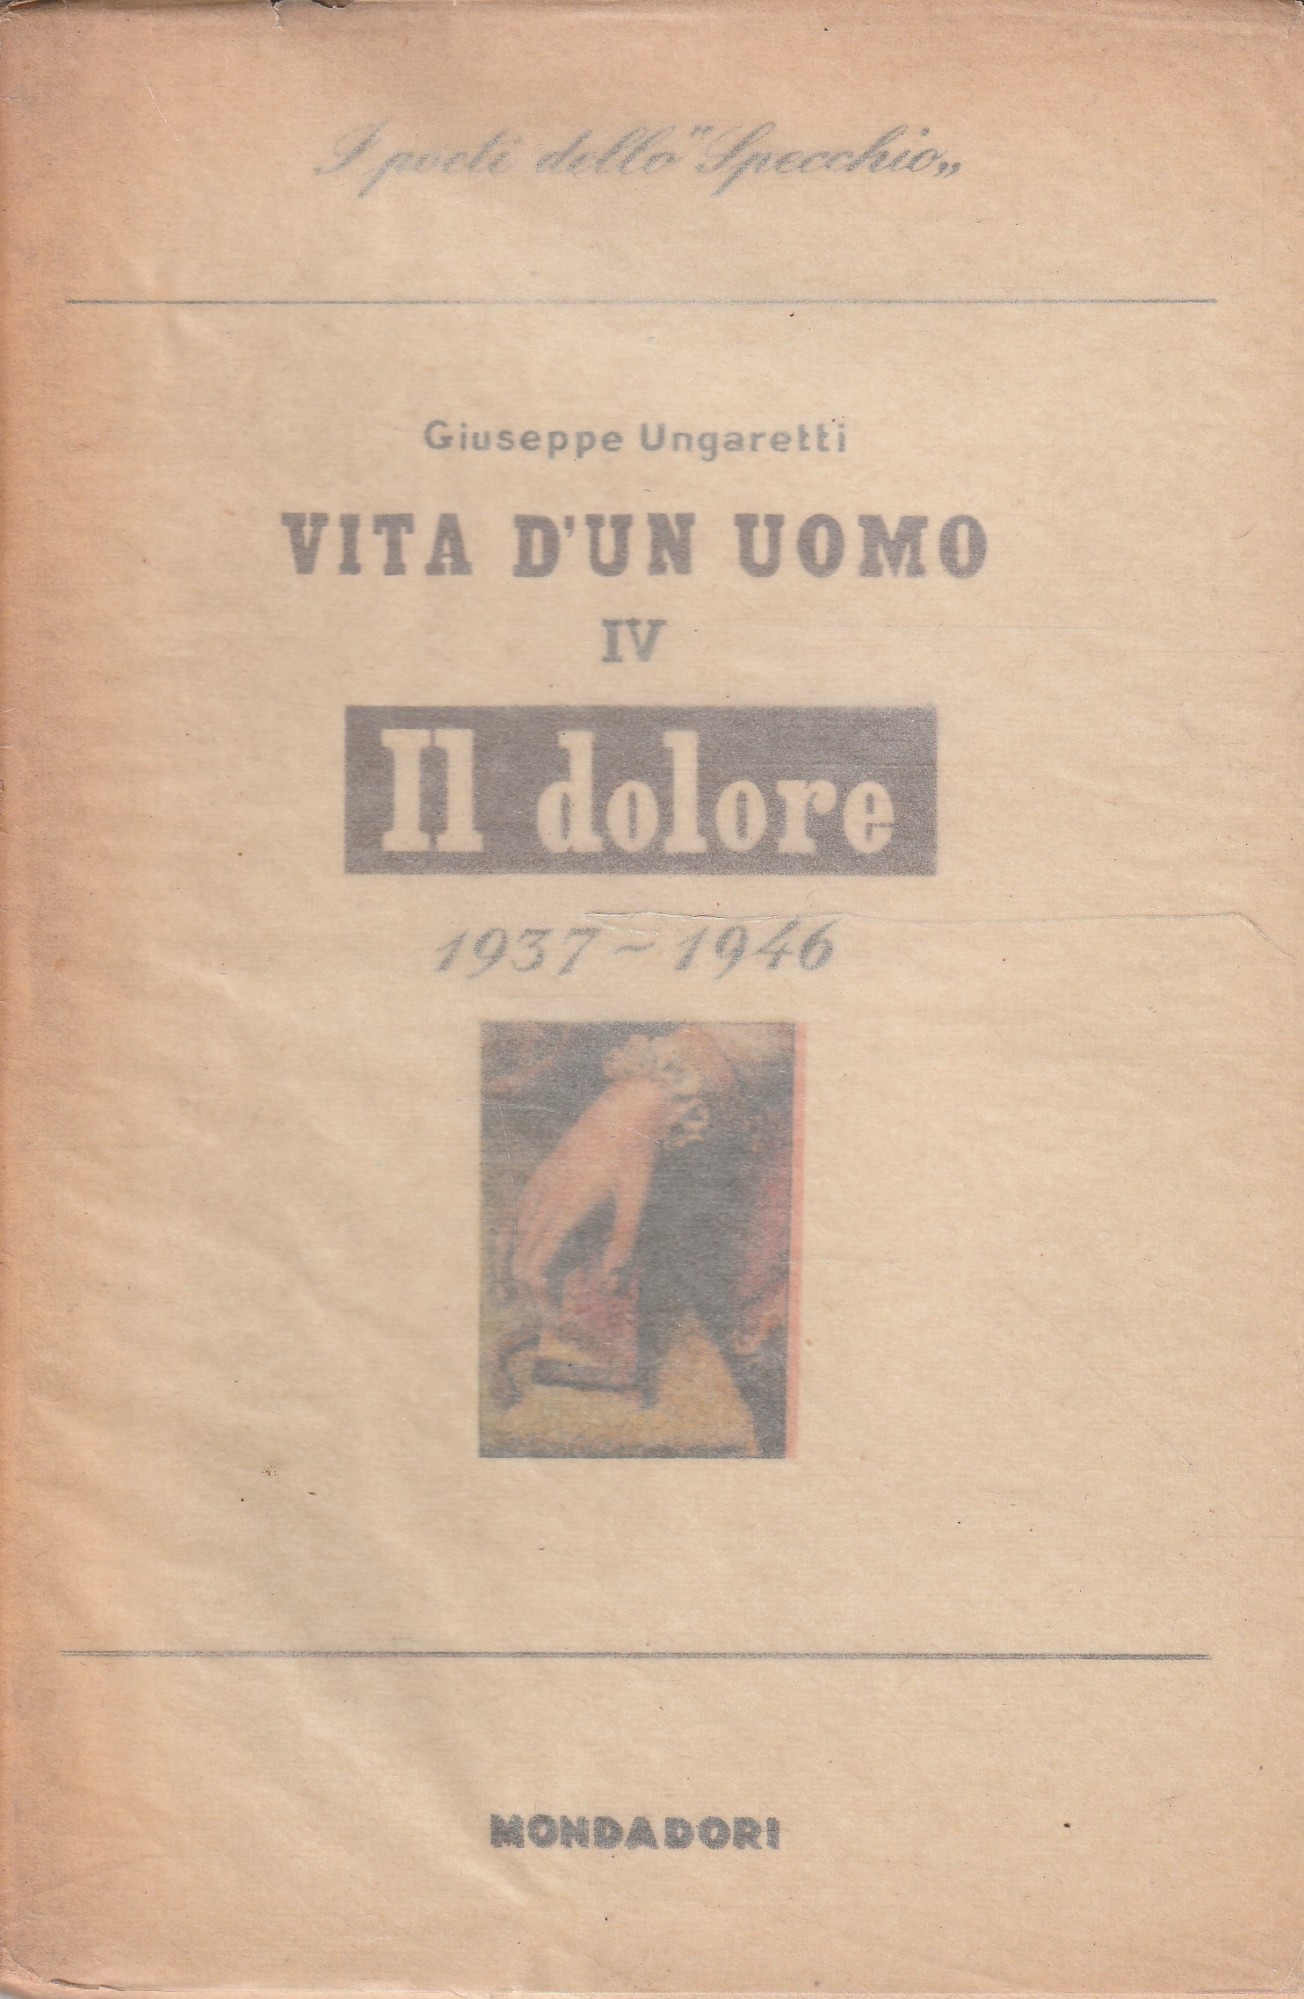 I poeti dello "Specchio„
Giuseppe Ungaretti
VITA D'UN UOMO
IV
Il dolore
1937 - 1946
MONDADORI